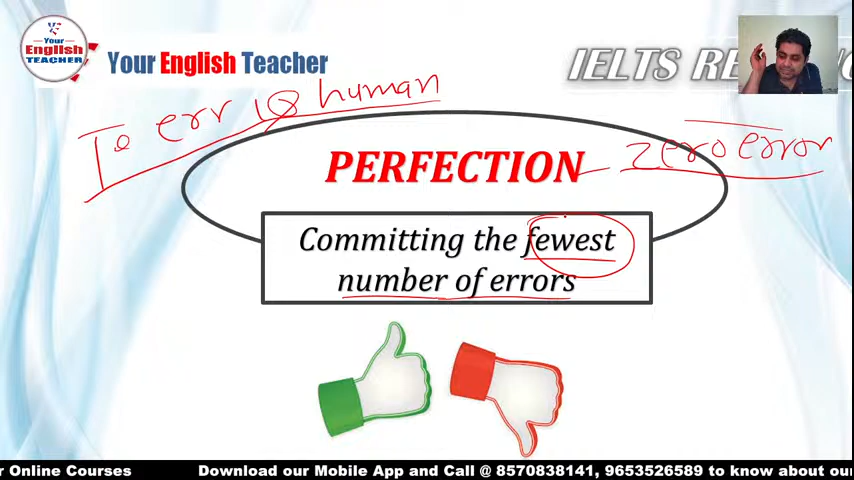 Your
English
TEACHER
Your English Teacher
IELTS RE
To err is human
PERFECTION
zero error
Committing the fewest
number of errors
r Online Courses Download our Mobile App and Call @ 8570838141, 9653526589 to know about ou